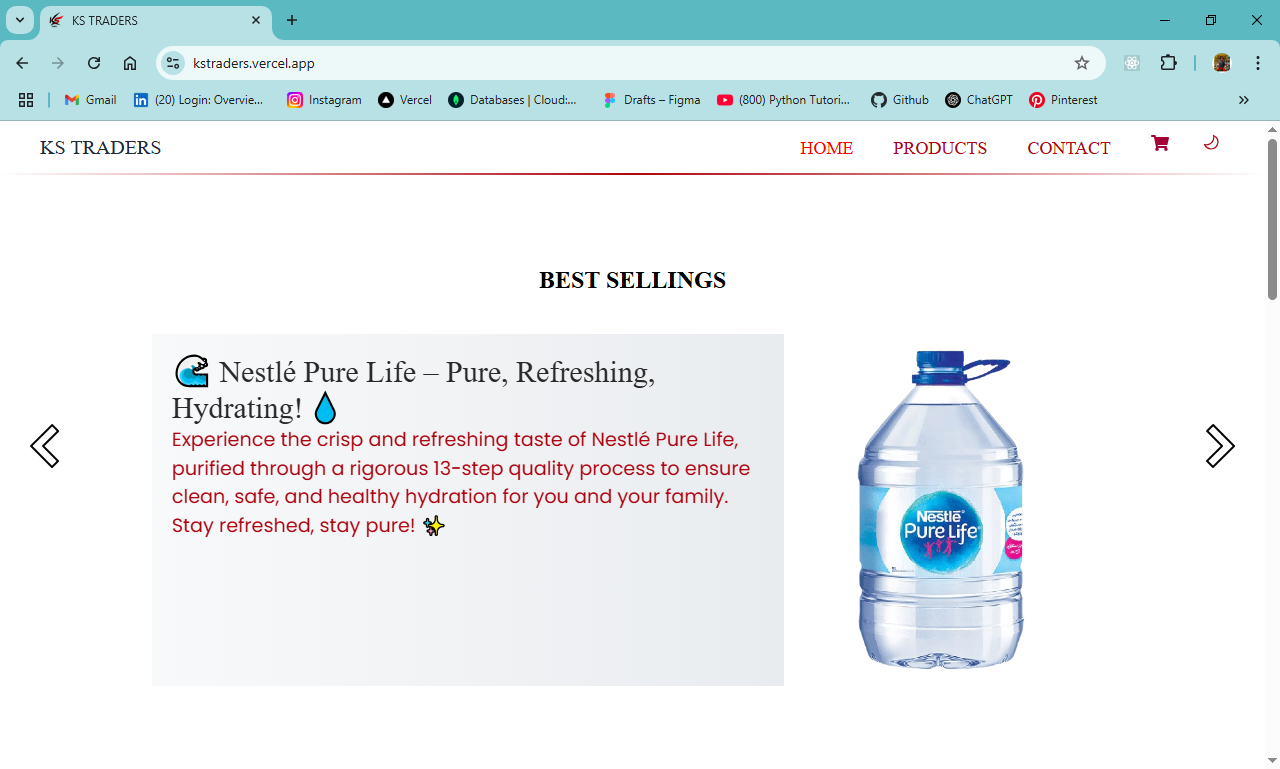 KS TRADERS
kstraders.vercel.app
Gmail
(20) Login: Overvie...
Instagram
Vercel
Databases | Cloud:...
Drafts – Figma
(800) Python Tutori...
Github
ChatGPT
Pinterest
KS TRADERS
HOME
PRODUCTS
CONTACT
BEST SELLINGS
🌊 Nestlé Pure Life – Pure, Refreshing,
Hydrating! 💧
Experience the crisp and refreshing taste of Nestlé Pure Life,
purified through a rigorous 13-step quality process to ensure
clean, safe, and healthy hydration for you and your family.
Stay refreshed, stay pure! ✨
Nestlé
Pure Life